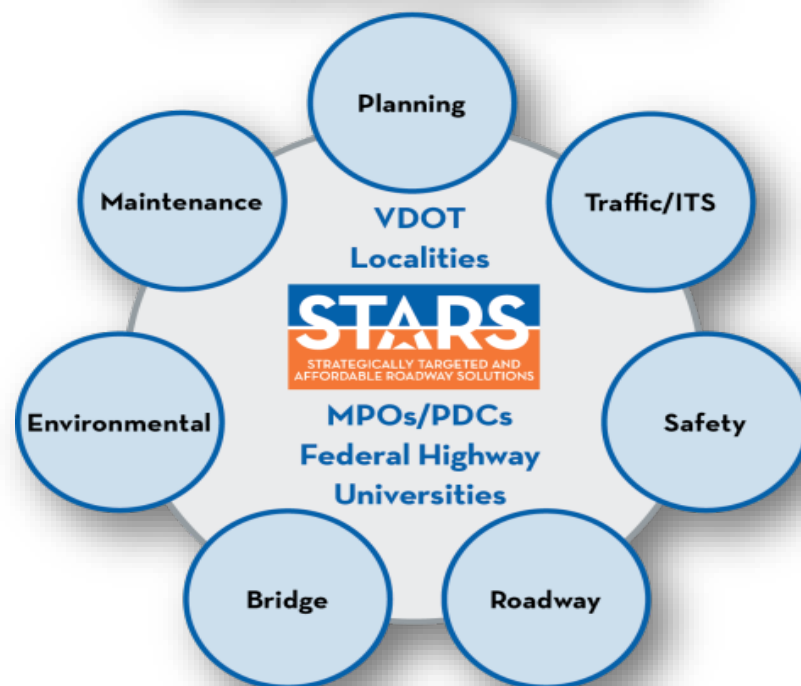 Planning
Maintenance
Traffic/ITS
VDOT
Localities
STARS
STRATEGICALLY TARGETED AND
AFFORDABLE ROADWAY SOLUTIONS
MPOs/PDCs
Federal Highway
Universities
Environmental
Safety
Bridge
Roadway